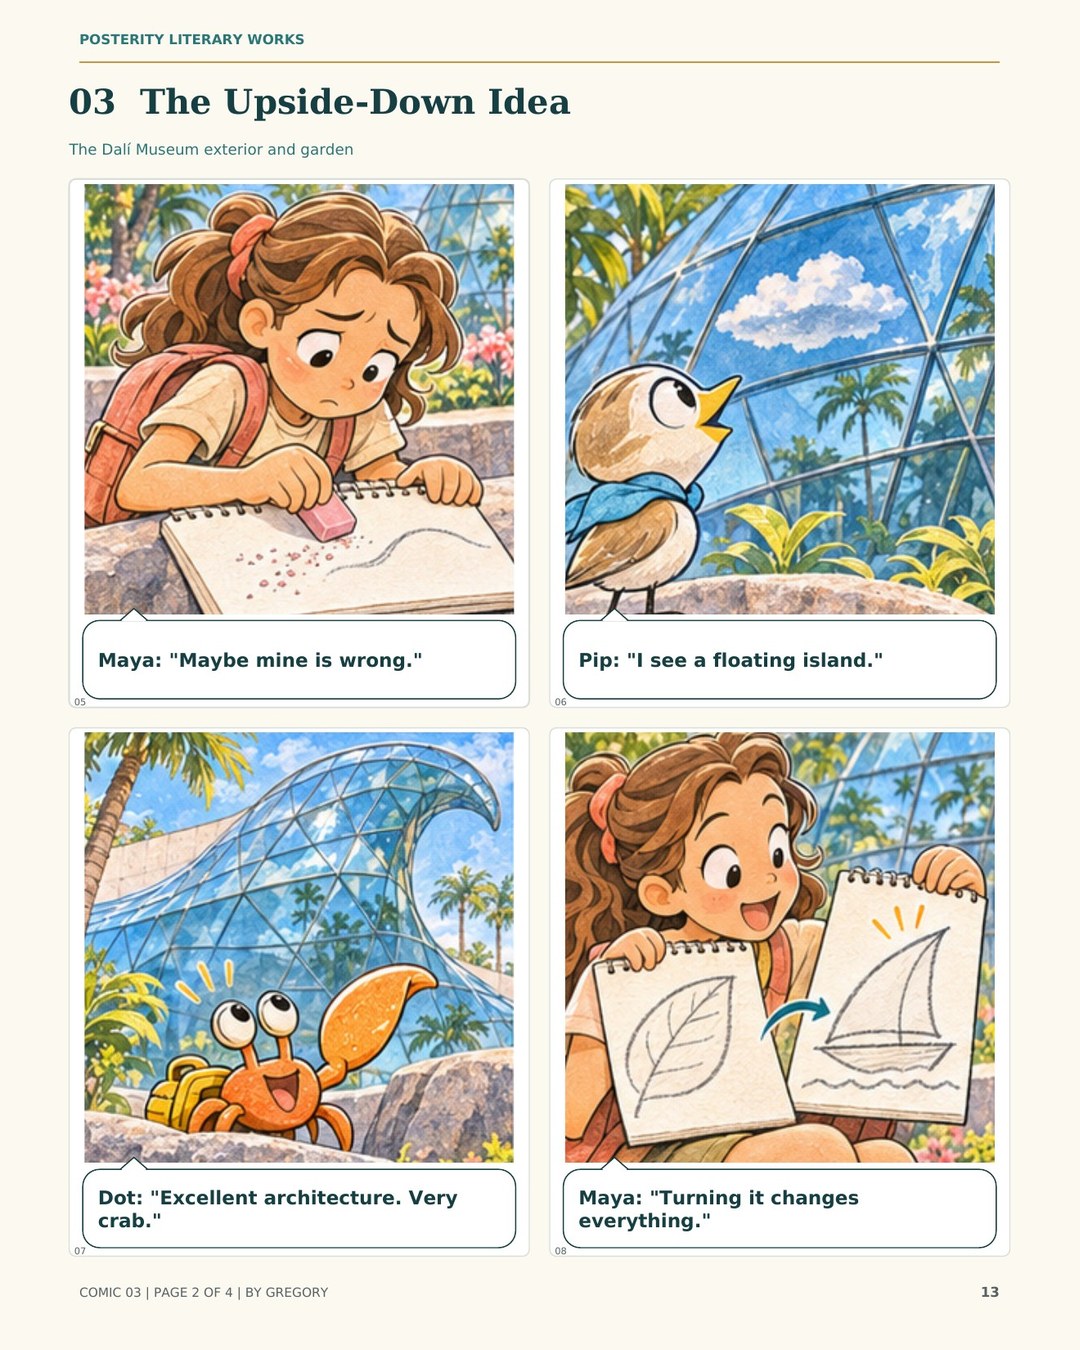 POSTERITY LITERARY WORKS
03 The Upside-Down Idea
The Dalí Museum exterior and garden
Maya: "Maybe mine is wrong."
05
Pip: "I see a floating island."
06
Dot: "Excellent architecture. Very
crab."
07
Maya: "Turning it changes
everything."
08
COMIC 03 | PAGE 2 OF 4 | BY GREGORY
13